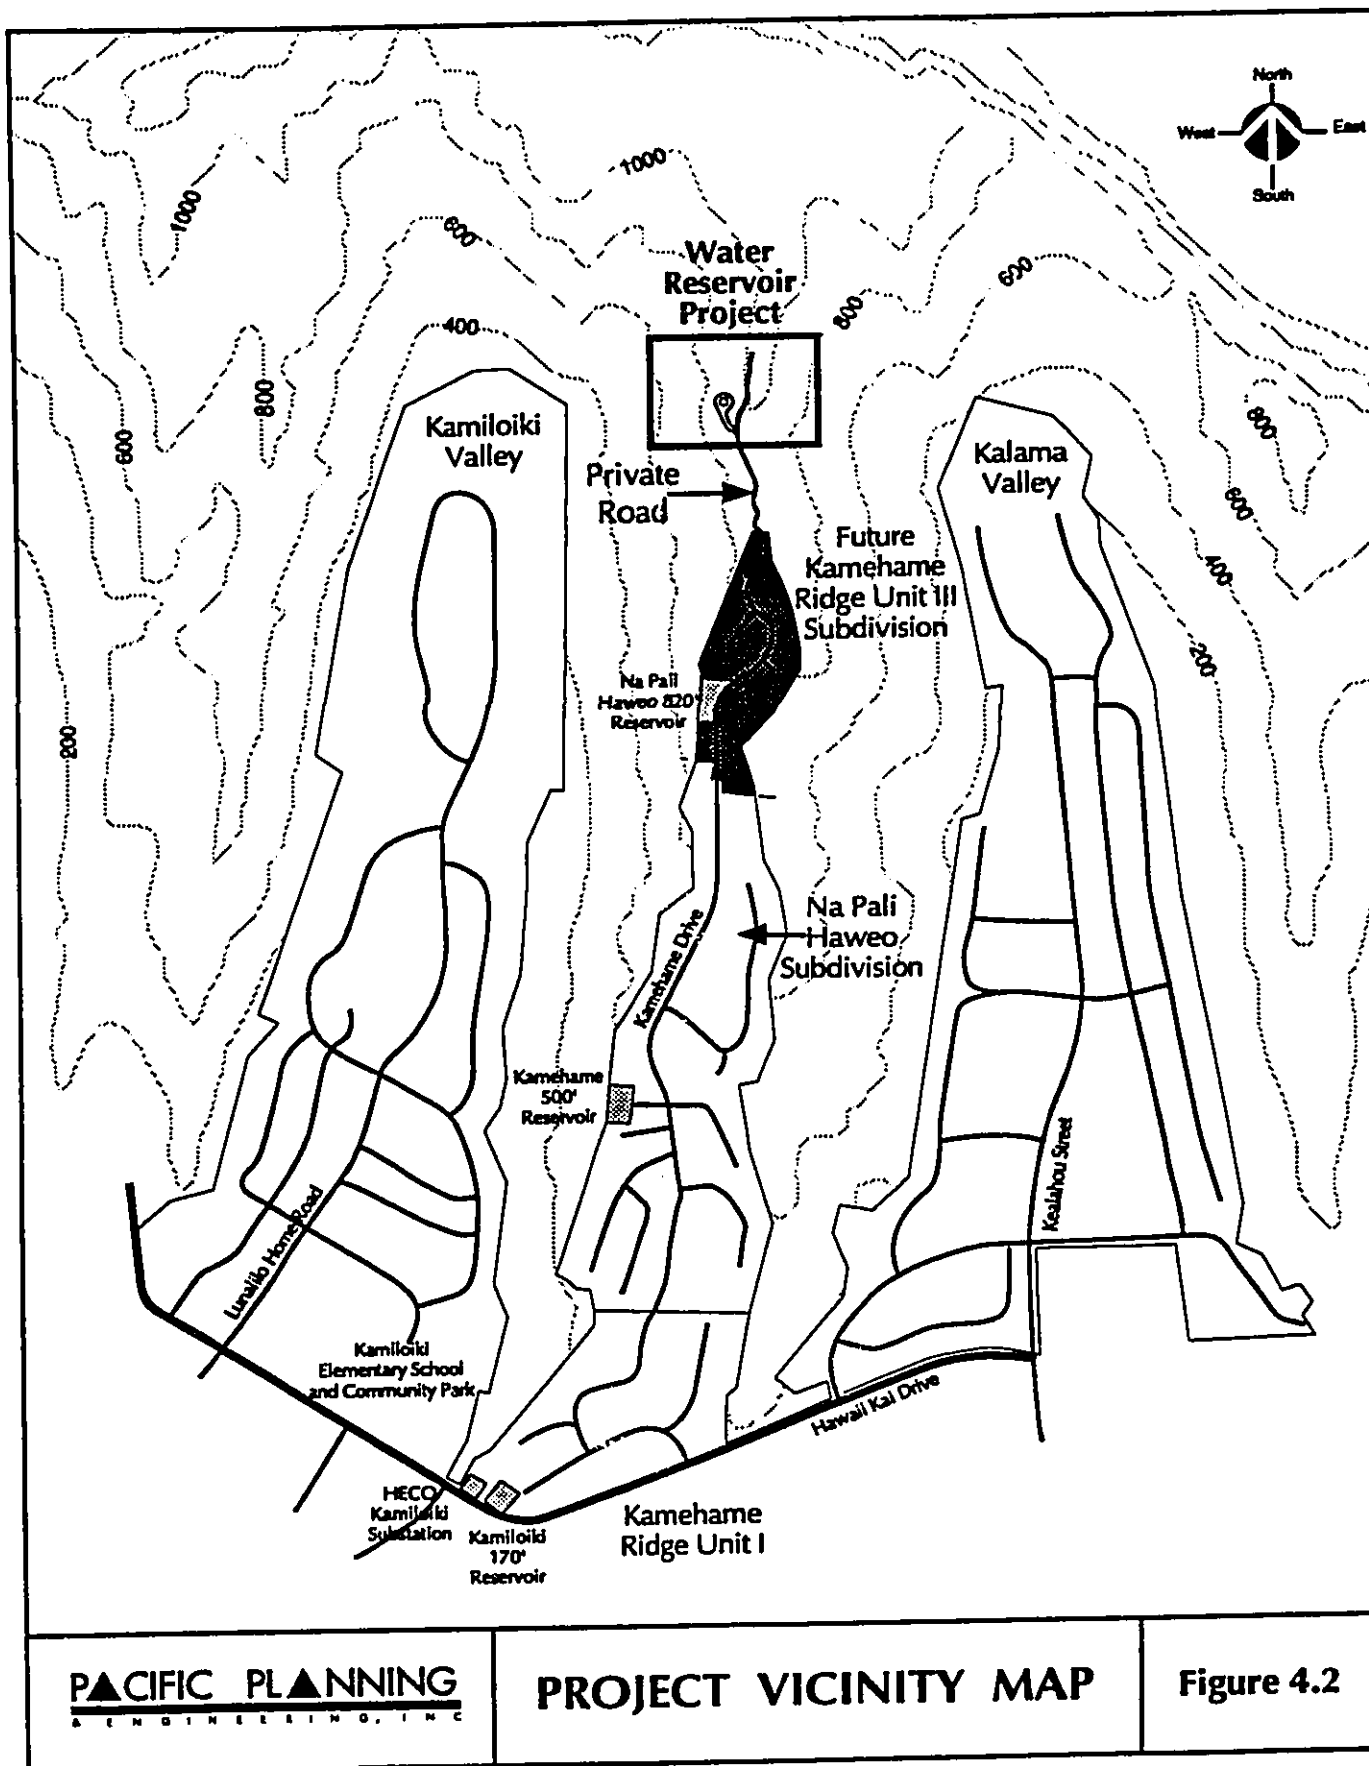 North
West
East
South
1000
1000
600
Water
Reservoir
Project
800
600
400
800
600
Kamiloiki
Valley
Private
Road
Kalama
Valley
800
600
400
200
Future
Kamehame
Ridge Unit III
Subdivision
Na Pali
Haweo 820'
Reservoir
200
Kamehame Drive
Na Pali
Haweo
Subdivision
Kamehame
500'
Reservoir
Kealahou Street
Lunalilo Home Road
Kamiloiki
Elementary School
and Community Park
Hawaii Kai Drive
HECO
Kamiloiki
Substation
Kamiloiki
170'
Reservoir
Kamehame
Ridge Unit I
PACIFIC PLANNING
& ENGINEERING, INC
PROJECT VICINITY MAP
Figure 4.2